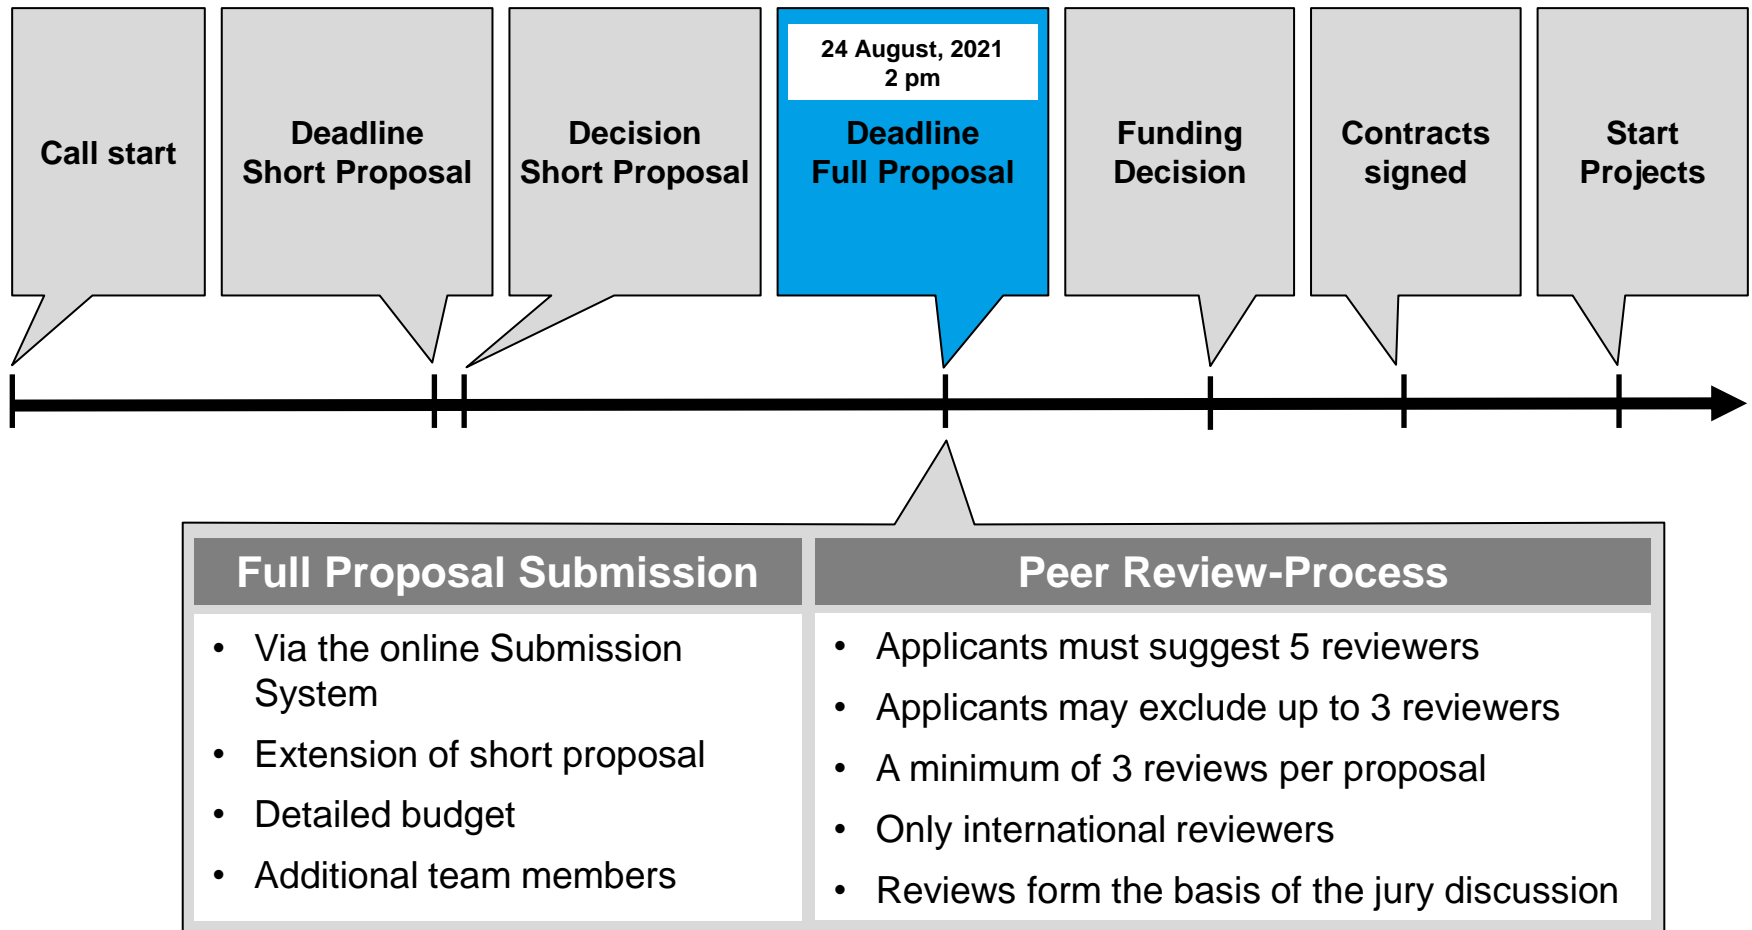 Call start
Deadline
Short Proposal
Decision
Short Proposal
24 August, 2021
2 pm
Deadline
Full Proposal
Funding
Decision
Contracts
signed
Start
Projects
Full Proposal Submission
• Via the online Submission
System
• Extension of short proposal
• Detailed budget
• Additional team members
Peer Review-Process
• Applicants must suggest 5 reviewers
• Applicants may exclude up to 3 reviewers
• A minimum of 3 reviews per proposal
• Only international reviewers
• Reviews form the basis of the jury discussion